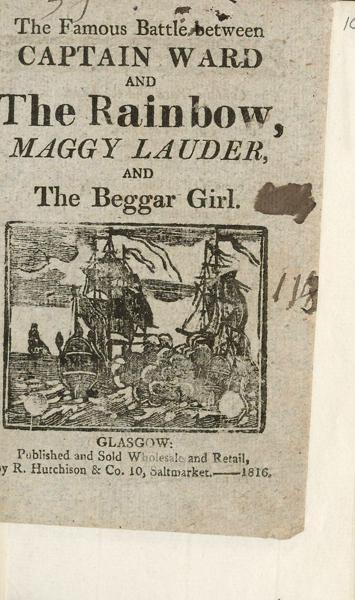 The Famous Battle between
CAPTAIN WARD
AND
The Rainbow,
MAGGY LAUDER,
AND
The Beggar Girl.
GLASGOW:
Published and Sold Wholesale and Retail,
by R. Hutchison & Co. 10, Saltmarket.——1816.